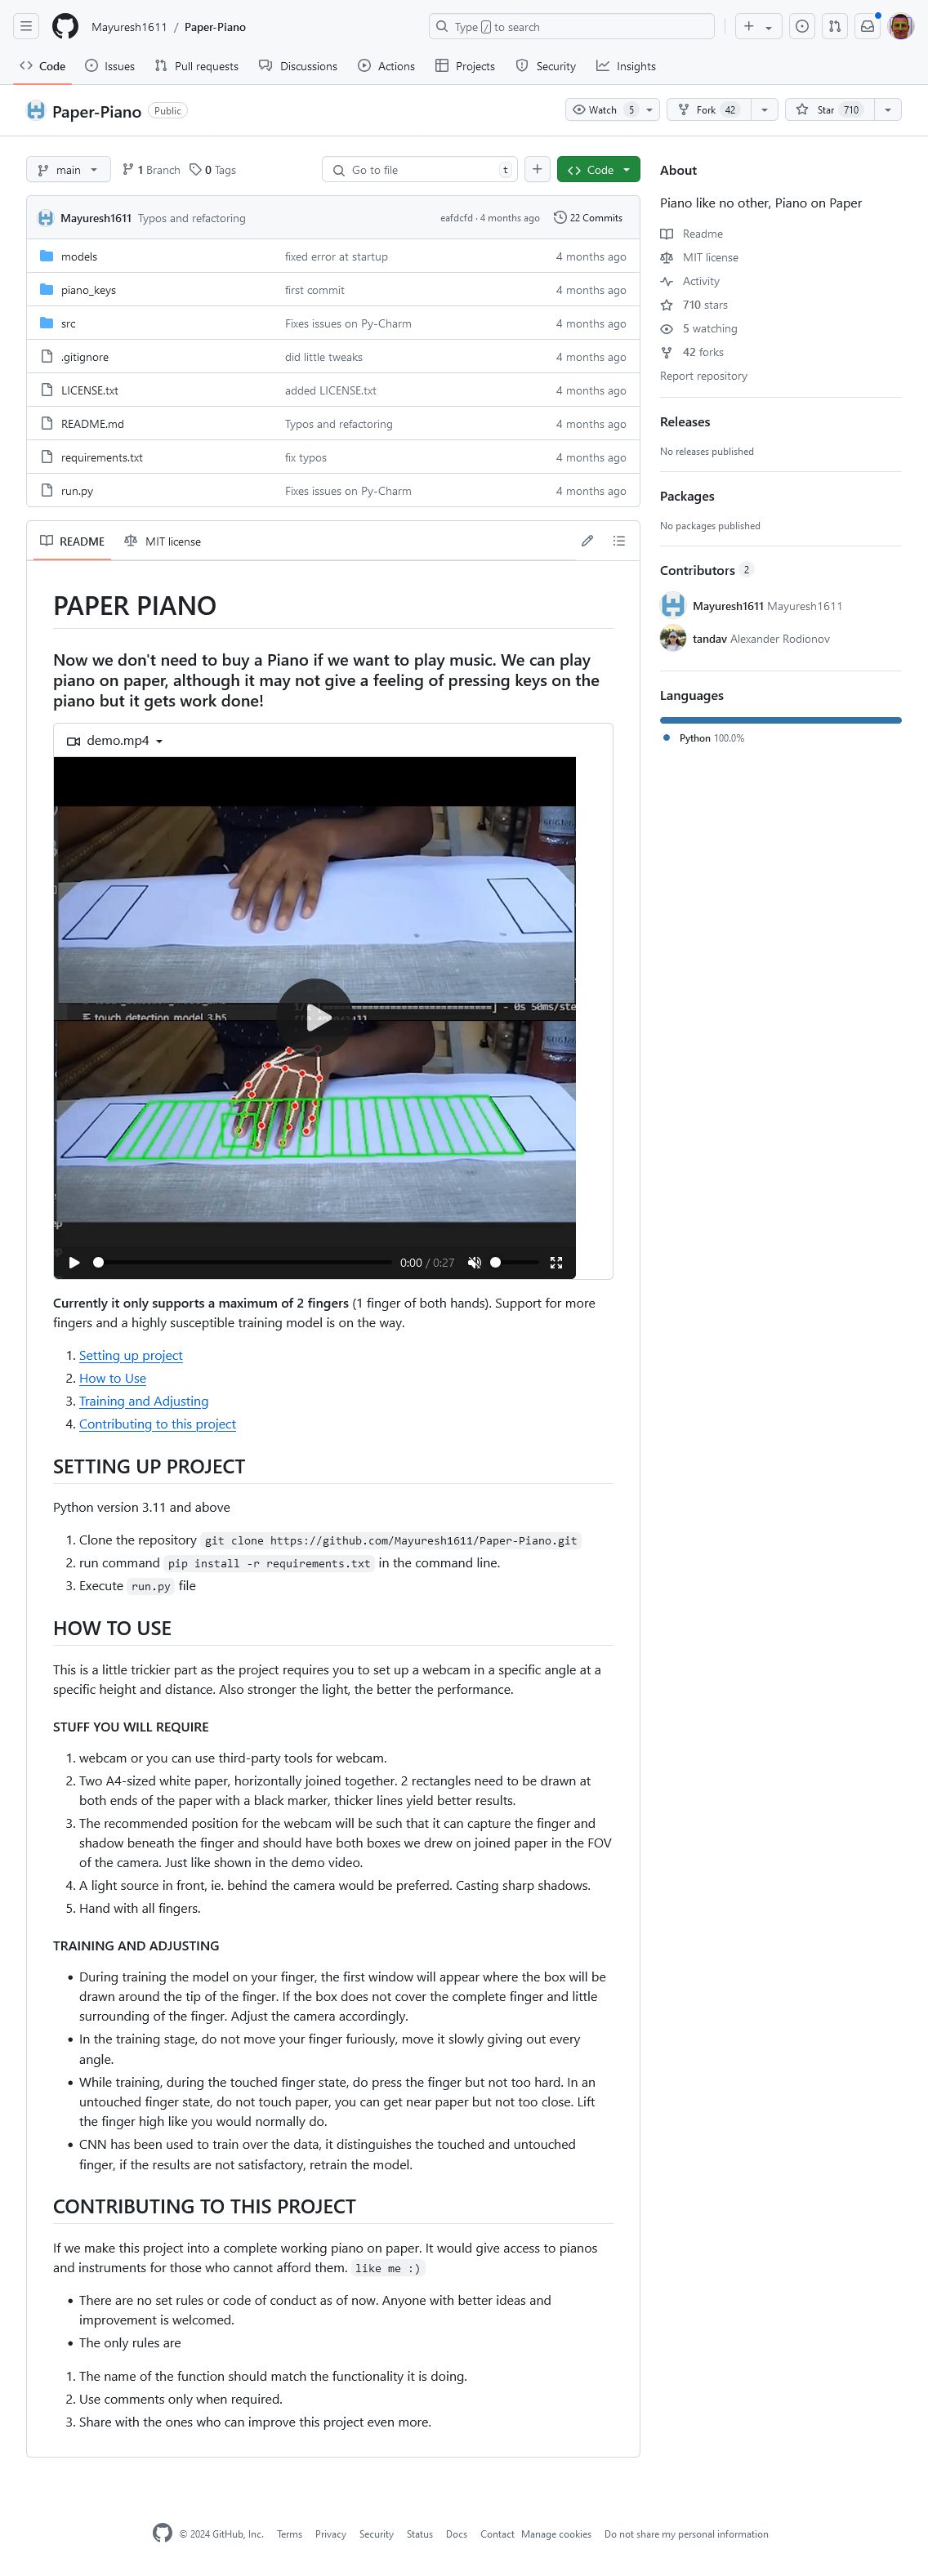 Mayuresh1611 / Paper-Piano
Type / to search
Code
Issues
Pull requests
Discussions
Actions
Projects
Security
Insights
Paper-Piano Public
Watch 5
Fork 42
Star 710
main
1 Branch
0 Tags
Go to file t
Code
Mayuresh1611 Typos and refactoring eafdcfd · 4 months ago 22 Commits
models fixed error at startup 4 months ago
piano_keys first commit 4 months ago
src Fixes issues on Py-Charm 4 months ago
.gitignore did little tweaks 4 months ago
LICENSE.txt added LICENSE.txt 4 months ago
README.md Typos and refactoring 4 months ago
requirements.txt fix typos 4 months ago
run.py Fixes issues on Py-Charm 4 months ago
README
MIT license
PAPER PIANO
Now we don't need to buy a Piano if we want to play music. We can play
piano on paper, although it may not give a feeling of pressing keys on the
piano but it gets work done!
demo.mp4
] - 0s 50ms/ste
touch_detection_model_3.h5
0:00 / 0:27
Currently it only supports a maximum of 2 fingers (1 finger of both hands). Support for more
fingers and a highly susceptible training model is on the way.
1. Setting up project
2. How to Use
3. Training and Adjusting
4. Contributing to this project
SETTING UP PROJECT
Python version 3.11 and above
1. Clone the repository git clone https://github.com/Mayuresh1611/Paper-Piano.git
2. run command pip install -r requirements.txt in the command line.
3. Execute run.py file
HOW TO USE
This is a little trickier part as the project requires you to set up a webcam in a specific angle at a
specific height and distance. Also stronger the light, the better the performance.
STUFF YOU WILL REQUIRE
1. webcam or you can use third-party tools for webcam.
2. Two A4-sized white paper, horizontally joined together. 2 rectangles need to be drawn at
both ends of the paper with a black marker, thicker lines yield better results.
3. The recommended position for the webcam will be such that it can capture the finger and
shadow beneath the finger and should have both boxes we drew on joined paper in the FOV
of the camera. Just like shown in the demo video.
4. A light source in front, ie. behind the camera would be preferred. Casting sharp shadows.
5. Hand with all fingers.
TRAINING AND ADJUSTING
• During training the model on your finger, the first window will appear where the box will be
drawn around the tip of the finger. If the box does not cover the complete finger and little
surrounding of the finger. Adjust the camera accordingly.
• In the training stage, do not move your finger furiously, move it slowly giving out every
angle.
• While training, during the touched finger state, do press the finger but not too hard. In an
untouched finger state, do not touch paper, you can get near paper but not too close. Lift
the finger high like you would normally do.
• CNN has been used to train over the data, it distinguishes the touched and untouched
finger, if the results are not satisfactory, retrain the model.
CONTRIBUTING TO THIS PROJECT
If we make this project into a complete working piano on paper. It would give access to pianos
and instruments for those who cannot afford them. like me :)
• There are no set rules or code of conduct as of now. Anyone with better ideas and
improvement is welcomed.
• The only rules are
1. The name of the function should match the functionality it is doing.
2. Use comments only when required.
3. Share with the ones who can improve this project even more.
About
Piano like no other, Piano on Paper
Readme
MIT license
Activity
710 stars
5 watching
42 forks
Report repository
Releases
No releases published
Packages
No packages published
Contributors 2
Mayuresh1611 Mayuresh1611
tandav Alexander Rodionov
Languages
Python 100.0%
© 2024 GitHub, Inc. Terms Privacy Security Status Docs Contact Manage cookies Do not share my personal information